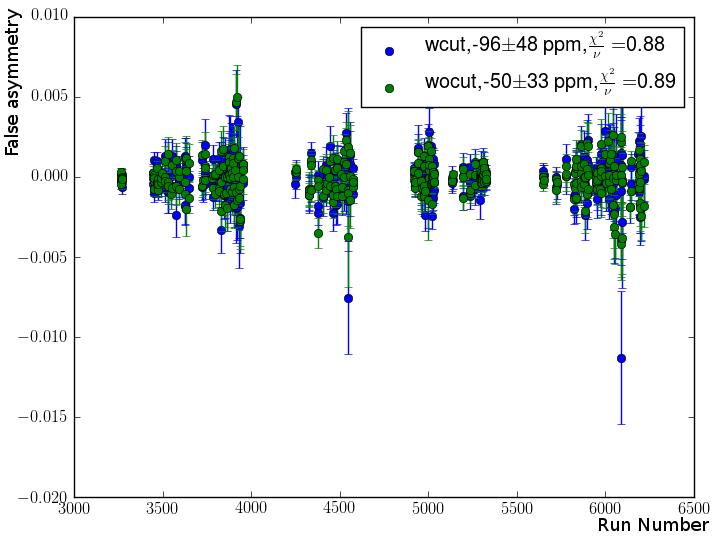 False asymmetry
0.010
0.005
0.000
−0.005
−0.010
−0.015
−0.020
wcut,-96±48 ppm,χ²/ν =0.88
wocut,-50±33 ppm,χ²/ν =0.89
3000 3500 4000 4500 5000 5500 6000 6500
Run Number